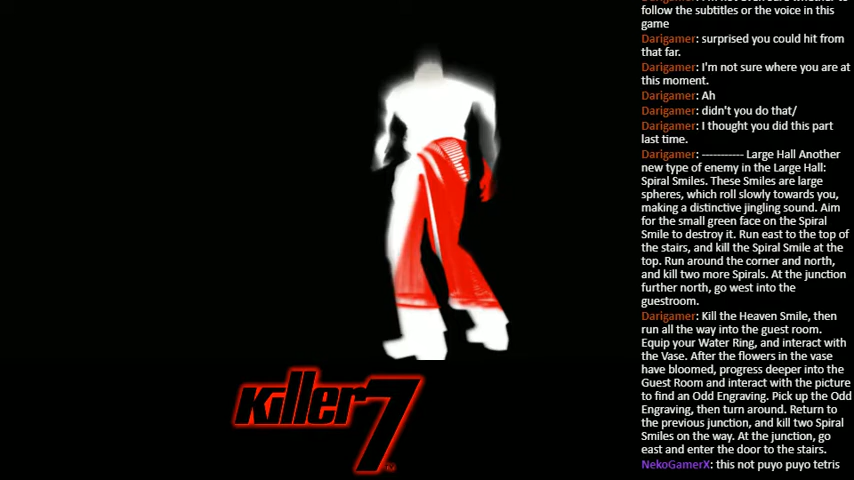 follow the subtitles or the voice in this
game
Darigamer: surprised you could hit from
that far.
Darigamer: I'm not sure where you are at
this moment.
Darigamer: Ah
Darigamer: didn't you do that/
Darigamer: I thought you did this part
last time.
Darigamer: ----------- Large Hall Another
new type of enemy in the Large Hall:
Spiral Smiles. These Smiles are large
spheres, which roll slowly towards you,
making a distinctive jingling sound. Aim
for the small green face on the Spiral
Smile to destroy it. Run east to the top of
the stairs, and kill the Spiral Smile at the
top. Run around the corner and north,
and kill two more Spirals. At the junction
further north, go west into the
guestroom.
Darigamer: Kill the Heaven Smile, then
run all the way into the guest room.
Equip your Water Ring, and interact with
the Vase. After the flowers in the vase
have bloomed, progress deeper into the
Guest Room and interact with the picture
to find an Odd Engraving. Pick up the Odd
Engraving, then turn around. Return to
the previous junction, and kill two Spiral
Smiles on the way. At the junction, go
east and enter the door to the stairs.
NekoGamerX: this not puyo puyo tetris
killer7